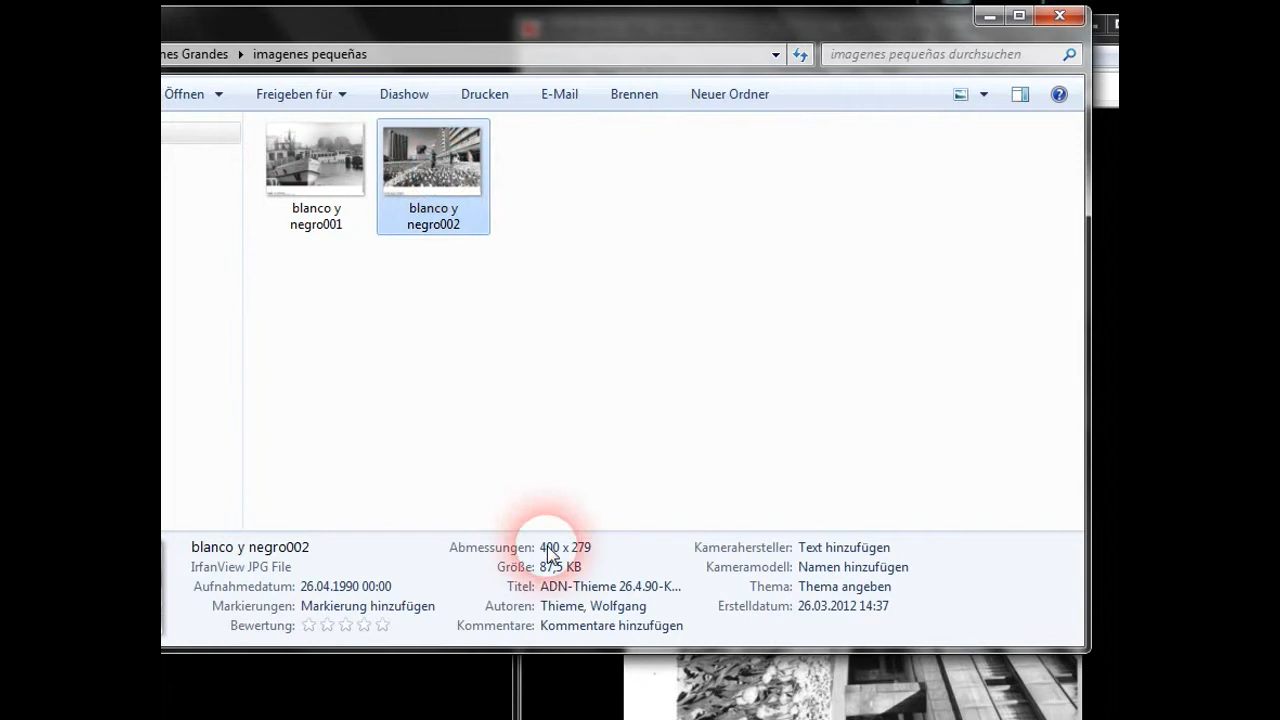 nes Grandes ▸ imagenes pequeñas
imagenes pequeñas durchsuchen
Öffnen Freigeben für Diashow Drucken E-Mail Brennen Neuer Ordner
blanco y
negro001
blanco y
negro002
blanco y negro002
IrfanView JPG File
Aufnahmedatum: 26.04.1990 00:00
Markierungen: Markierung hinzufügen
Bewertung:
Abmessungen: 400 x 279
Größe: 87,5 KB
Titel: ADN-Thieme 26.4.90-K...
Autoren: Thieme, Wolfgang
Kommentare: Kommentare hinzufügen
Kamerahersteller: Text hinzufügen
Kameramodell: Namen hinzufügen
Thema: Thema angeben
Erstelldatum: 26.03.2012 14:37